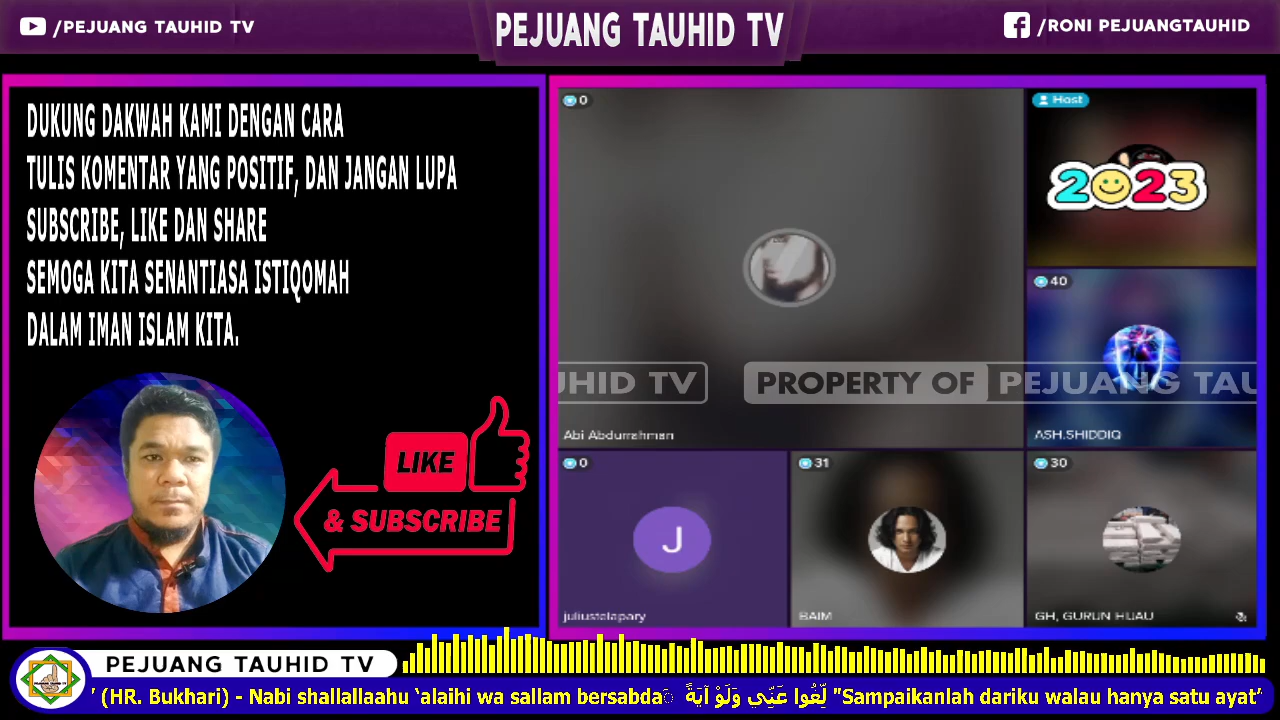 /PEJUANG TAUHID TV
PEJUANG TAUHID TV
/RONI PEJUANGTAUHID
DUKUNG DAKWAH KAMI DENGAN CARA
TULIS KOMENTAR YANG POSITIF, DAN JANGAN LUPA
SUBSCRIBE, LIKE DAN SHARE
SEMOGA KITA SENANTIASA ISTIQOMAH
DALAM IMAN ISLAM KITA.
LIKE
& SUBSCRIBE
0
Host
2023
40
UHID TV
PROPERTY OF PEJUANG TAU
Abi Abdurrahman
ASH.SHIDDIQ
0
31
30
J
juliustelapary
BAIM
GH, GURUN HIJAU
PEJUANG TAUHID TV
’ (HR. Bukhari) - Nabi shallallaahu ‘alaihi wa sallam bersabda َ لِّغُوا عَنِّي وَلَوْ آيَةً "Sampaikanlah dariku walau hanya satu ayat”